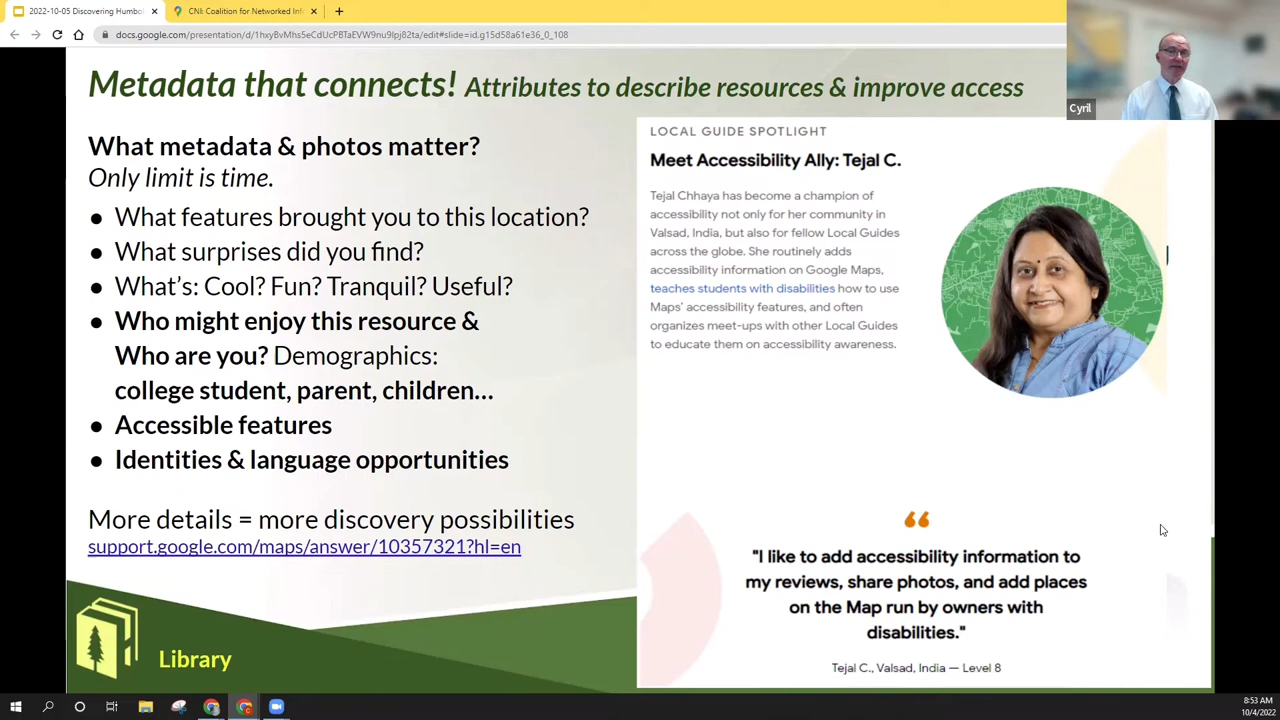 2022-10-05 Discovering Humbol
CNI: Coalition for Networked Inf
docs.google.com/presentation/d/1hxyBvMhs5eCdUcPBTaEVW9nu9Ipj82ta/edit#slide=id.g15d58a61e36_0_108
Metadata that connects! Attributes to describe resources & improve access
Cyril
What metadata & photos matter?
Only limit is time.
● What features brought you to this location?
● What surprises did you find?
● What's: Cool? Fun? Tranquil? Useful?
● Who might enjoy this resource &
Who are you? Demographics:
college student, parent, children...
● Accessible features
● Identities & language opportunities
More details = more discovery possibilities
support.google.com/maps/answer/10357321?hl=en
Library
LOCAL GUIDE SPOTLIGHT
Meet Accessibility Ally: Tejal C.
Tejal Chhaya has become a champion of
accessibility not only for her community in
Valsad, India, but also for fellow Local Guides
across the globe. She routinely adds
accessibility information on Google Maps,
teaches students with disabilities how to use
Maps' accessibility features, and often
organizes meet-ups with other Local Guides
to educate them on accessibility awareness.
"I like to add accessibility information to
my reviews, share photos, and add places
on the Map run by owners with
disabilities."
Tejal C., Valsad, India — Level 8
8:53 AM
10/4/2022